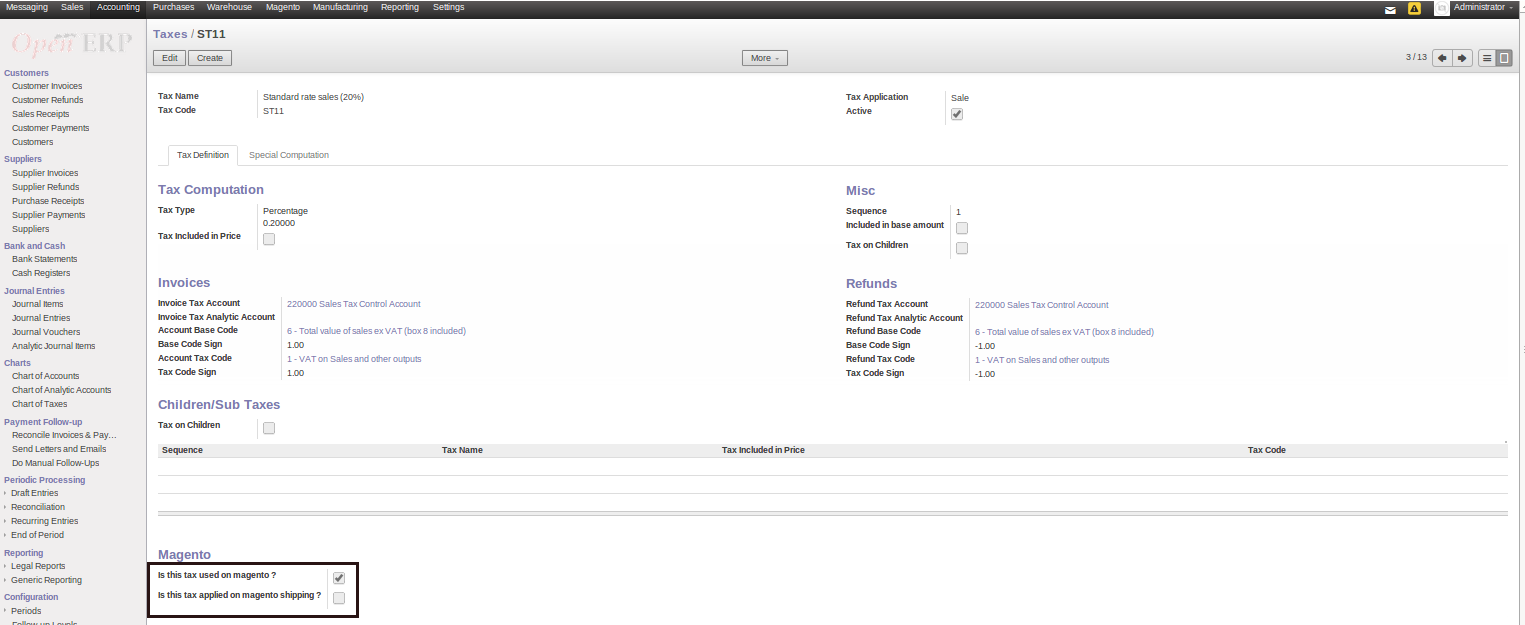 Messaging Sales Accounting Purchases Warehouse Magento Manufacturing Reporting Settings Administrator
Open ERP
Taxes / ST11
Edit Create More 3 / 13
Customers
Customer Invoices
Customer Refunds
Sales Receipts
Customer Payments
Customers
Suppliers
Supplier Invoices
Supplier Refunds
Purchase Receipts
Supplier Payments
Suppliers
Bank and Cash
Bank Statements
Cash Registers
Journal Entries
Journal Items
Journal Entries
Journal Vouchers
Analytic Journal Items
Charts
Chart of Accounts
Chart of Analytic Accounts
Chart of Taxes
Payment Follow-up
Reconcile Invoices & Pay...
Send Letters and Emails
Do Manual Follow-Ups
Periodic Processing
Draft Entries
Reconciliation
Recurring Entries
End of Period
Reporting
Legal Reports
Generic Reporting
Configuration
Periods
Follow-up Levels
Tax Name Standard rate sales (20%)
Tax Code ST11
Tax Application Sale
Active
Tax Definition Special Computation
Tax Computation
Tax Type Percentage
0.20000
Tax Included in Price
Misc
Sequence 1
Included in base amount
Tax on Children
Invoices
Invoice Tax Account 220000 Sales Tax Control Account
Invoice Tax Analytic Account
Account Base Code 6 - Total value of sales ex VAT (box 8 included)
Base Code Sign 1.00
Account Tax Code 1 - VAT on Sales and other outputs
Tax Code Sign 1.00
Refunds
Refund Tax Account 220000 Sales Tax Control Account
Refund Tax Analytic Account
Refund Base Code 6 - Total value of sales ex VAT (box 8 included)
Base Code Sign -1.00
Refund Tax Code 1 - VAT on Sales and other outputs
Tax Code Sign -1.00
Children/Sub Taxes
Tax on Children
Sequence Tax Name Tax Included in Price Tax Code
Magento
Is this tax used on magento ?
Is this tax applied on magento shipping ?